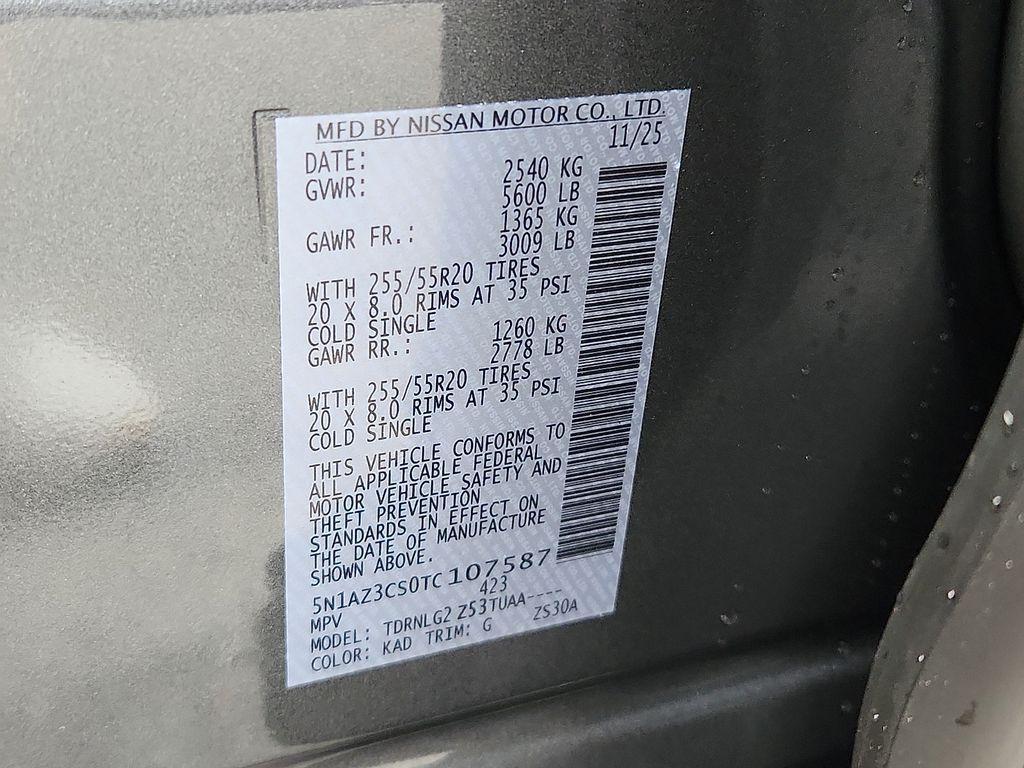 MFD BY NISSAN MOTOR CO., LTD.
DATE: 11/25
GVWR: 2540 KG
5600 LB
GAWR FR.: 1365 KG
3009 LB
WITH 255/55R20 TIRES
20 X 8.0 RIMS AT 35 PSI
COLD SINGLE
GAWR RR.: 1260 KG
2778 LB
WITH 255/55R20 TIRES
20 X 8.0 RIMS AT 35 PSI
COLD SINGLE
THIS VEHICLE CONFORMS TO
ALL APPLICABLE FEDERAL
MOTOR VEHICLE SAFETY AND
THEFT PREVENTION
STANDARDS IN EFFECT ON
THE DATE OF MANUFACTURE
SHOWN ABOVE.
5N1AZ3CS0TC107587
MPV 423
MODEL: TDRNLG2 Z53TUAA----
COLOR: KAD TRIM: G ZS30A